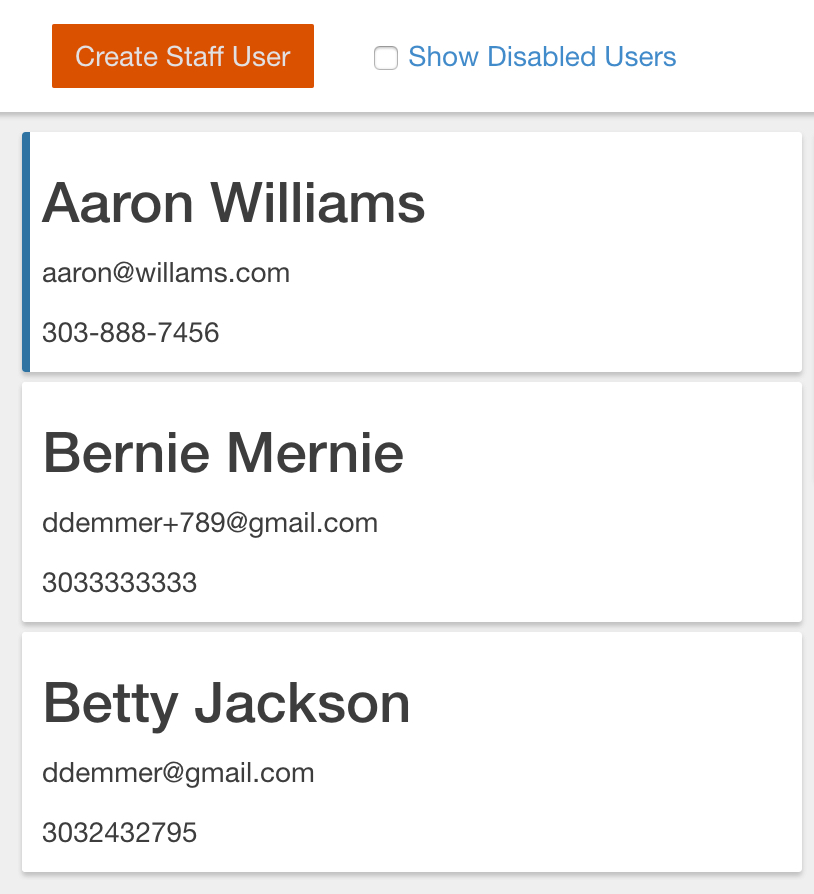 Create Staff User
Show Disabled Users
Aaron Williams
aaron@willams.com
303-888-7456
Bernie Mernie
ddemmer+789@gmail.com
3033333333
Betty Jackson
ddemmer@gmail.com
3032432795